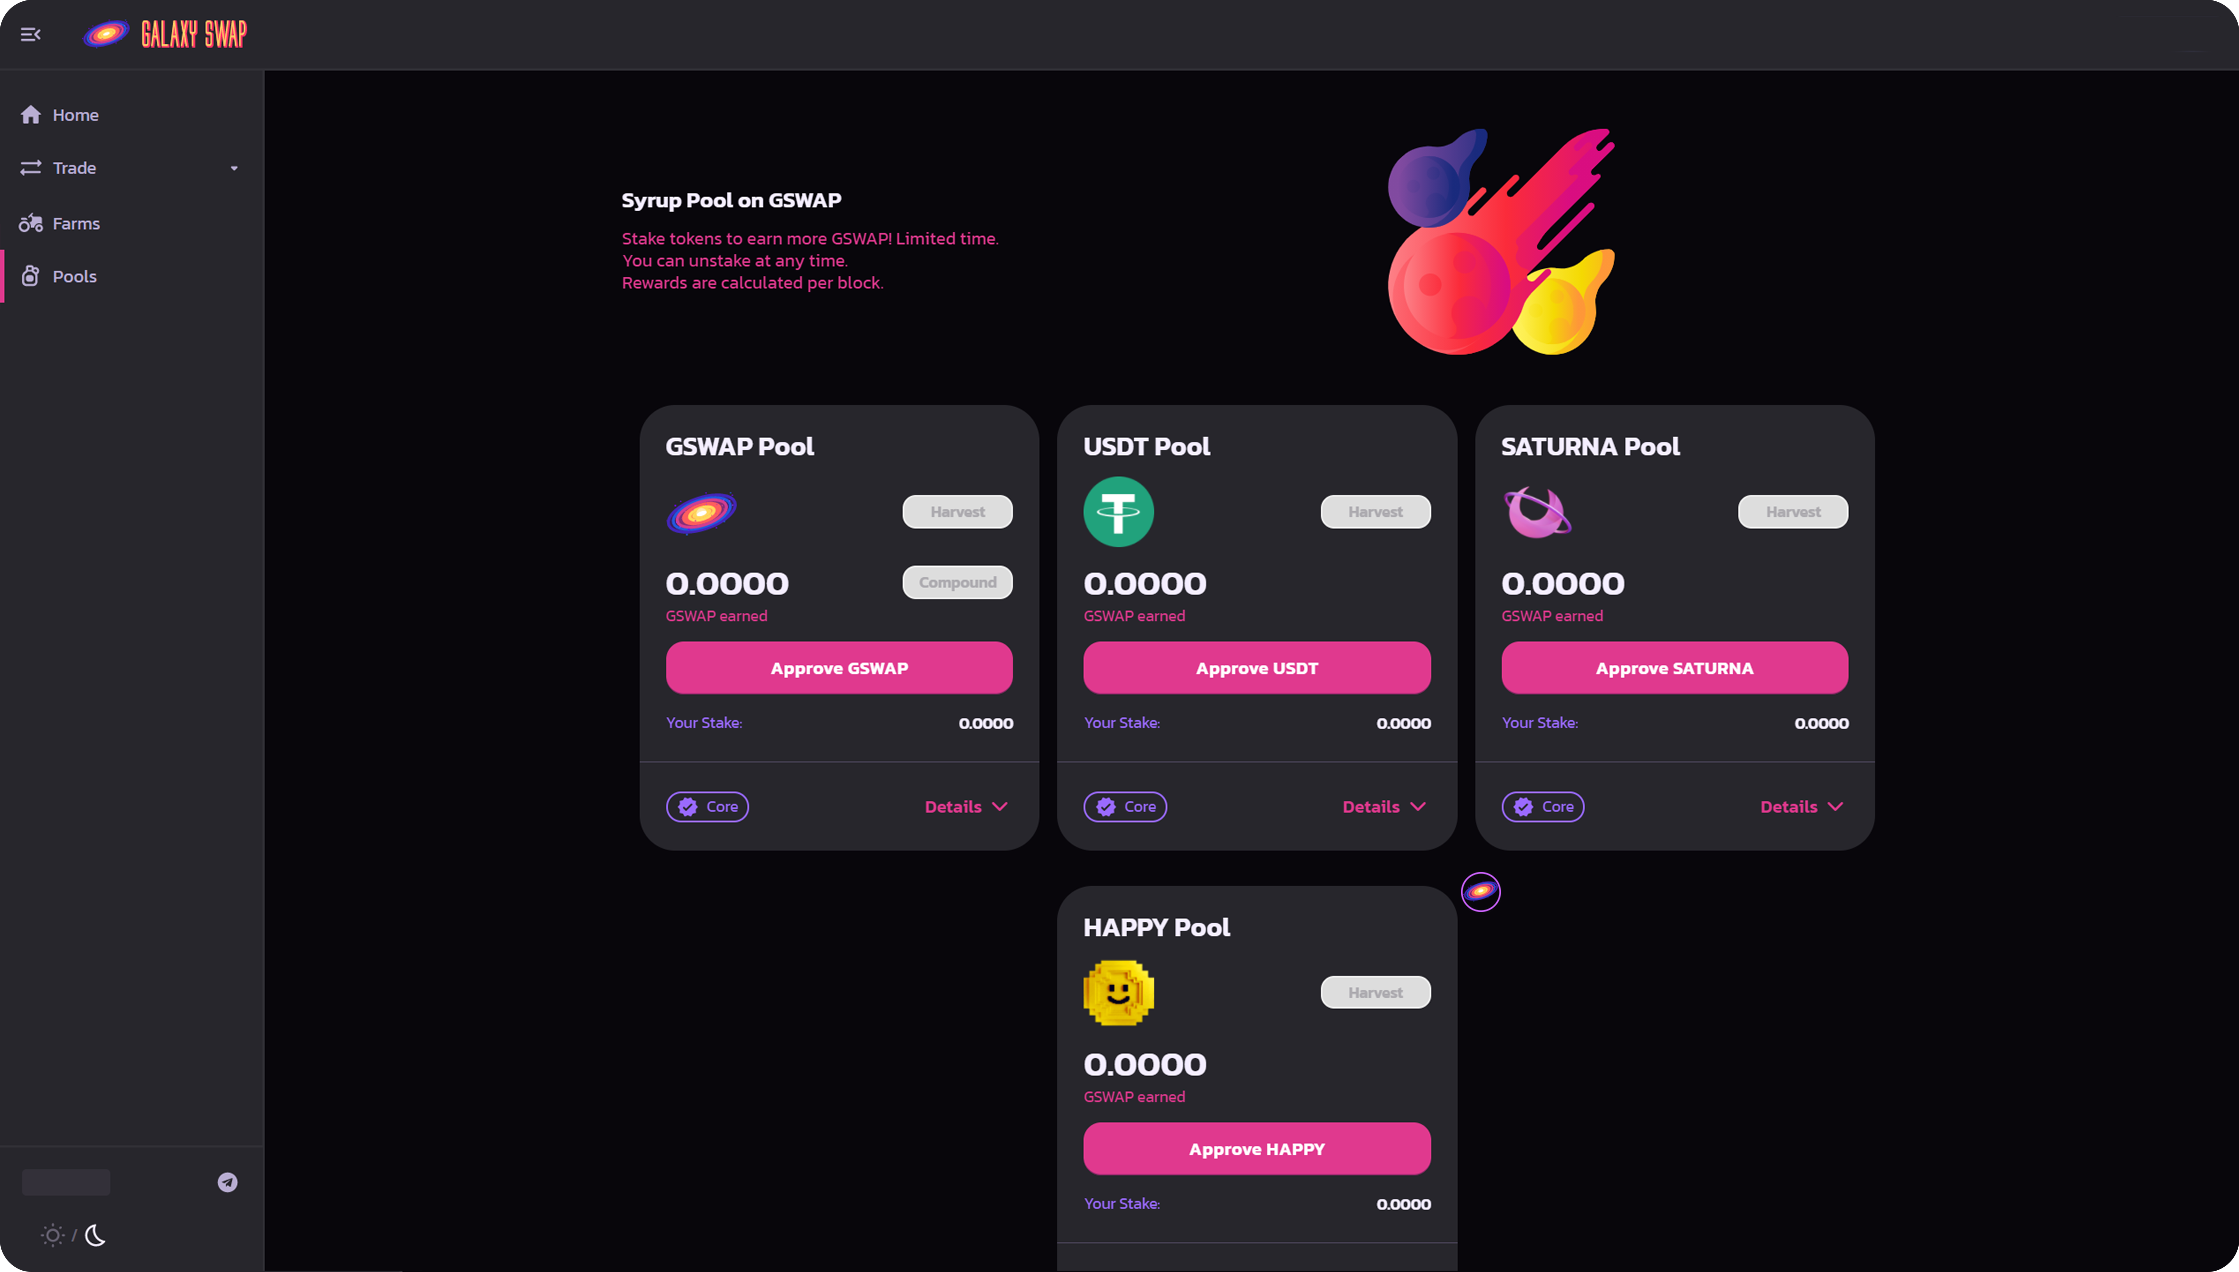 GALAXY SWAP
Home
Trade
Farms
Pools
Syrup Pool on GSWAP
Stake tokens to earn more GSWAP! Limited time.
You can unstake at any time.
Rewards are calculated per block.
GSWAP Pool
Harvest
0.0000
Compound
GSWAP earned
Approve GSWAP
Your Stake: 0.0000
Core
Details
USDT Pool
Harvest
0.0000
GSWAP earned
Approve USDT
Your Stake: 0.0000
Core
Details
SATURNA Pool
Harvest
0.0000
GSWAP earned
Approve SATURNA
Your Stake: 0.0000
Core
Details
HAPPY Pool
Harvest
0.0000
GSWAP earned
Approve HAPPY
Your Stake: 0.0000
/